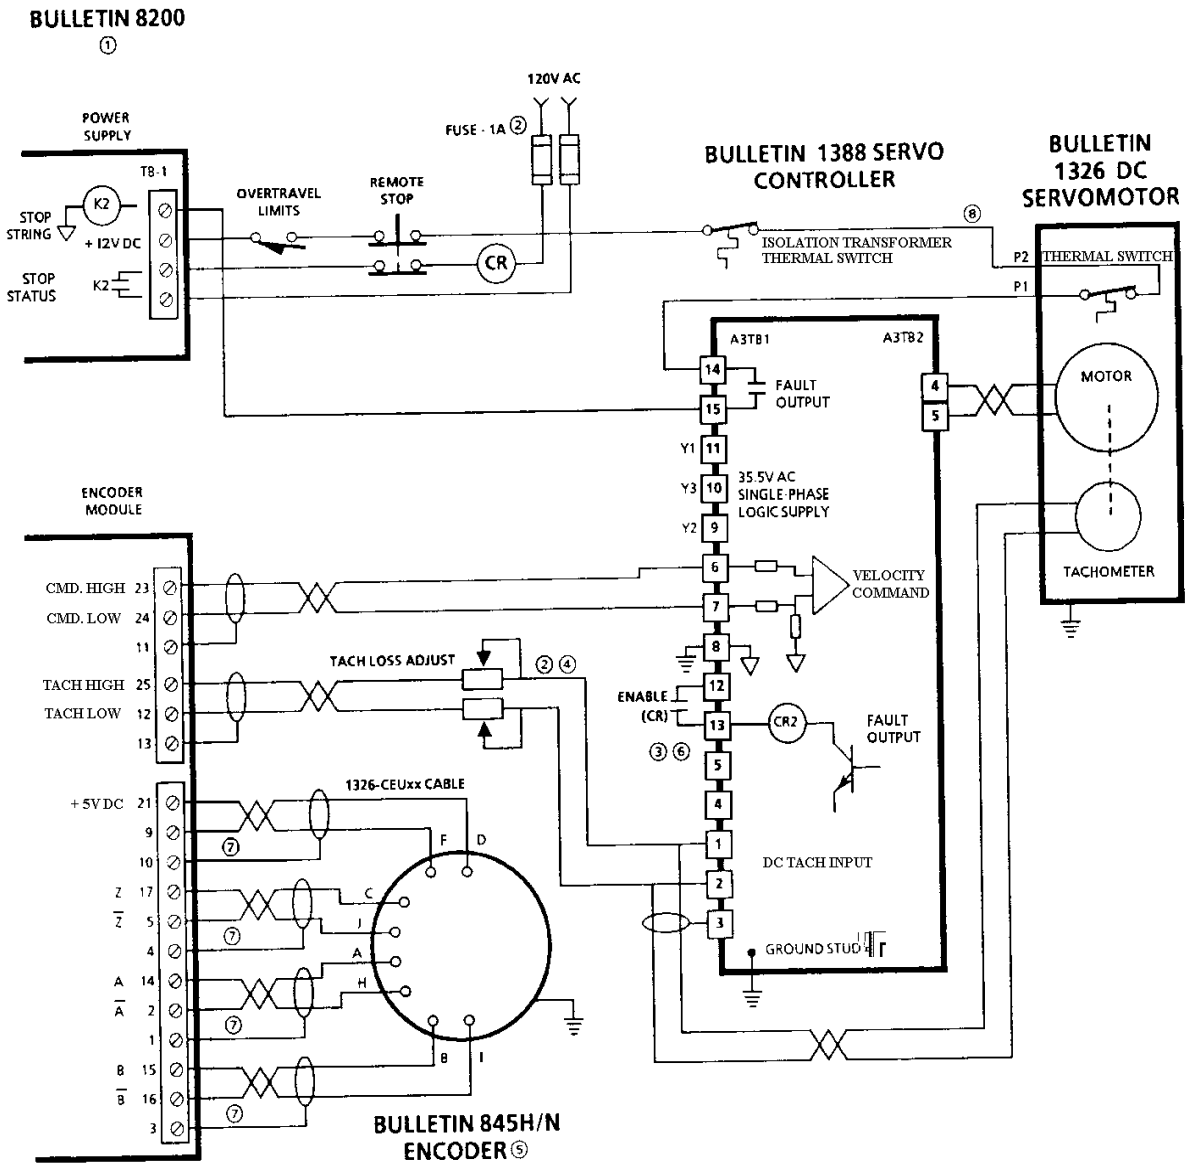 BULLETIN 8200
①
120V AC
POWER
SUPPLY
FUSE - 1A ②
BULLETIN 1388 SERVO
CONTROLLER
BULLETIN
1326 DC
SERVOMOTOR
TB-1
K2
STOP
STRING
+ 12V DC
STOP
STATUS
K2
OVERTRAVEL
LIMITS
REMOTE
STOP
CR
ISOLATION TRANSFORMER
THERMAL SWITCH
⑧
P2
THERMAL SWITCH
P1
A3TB1
A3TB2
14
FAULT
OUTPUT
15
4
5
MOTOR
Y1 11
Y3 10
Y2 9
35.5V AC
SINGLE-PHASE
LOGIC SUPPLY
TACHOMETER
ENCODER
MODULE
CMD. HIGH 23
CMD. LOW 24
11
6
7
8
VELOCITY
COMMAND
TACH HIGH 25
TACH LOW 12
13
TACH LOSS ADJUST
② ④
ENABLE
(CR)
③ ⑥
12
13
CR2
FAULT
OUTPUT
5
4
1
2
3
DC TACH INPUT
GROUND STUD
+ 5V DC 21
9
10
⑦
1326-CEUxx CABLE
F D
Z 17
Z̅ 5
4
⑦
C
J
A 14
A̅ 2
1
⑦
A
H
B 15
B̅ 16
3
⑦
B I
BULLETIN 845H/N
ENCODER ⑤